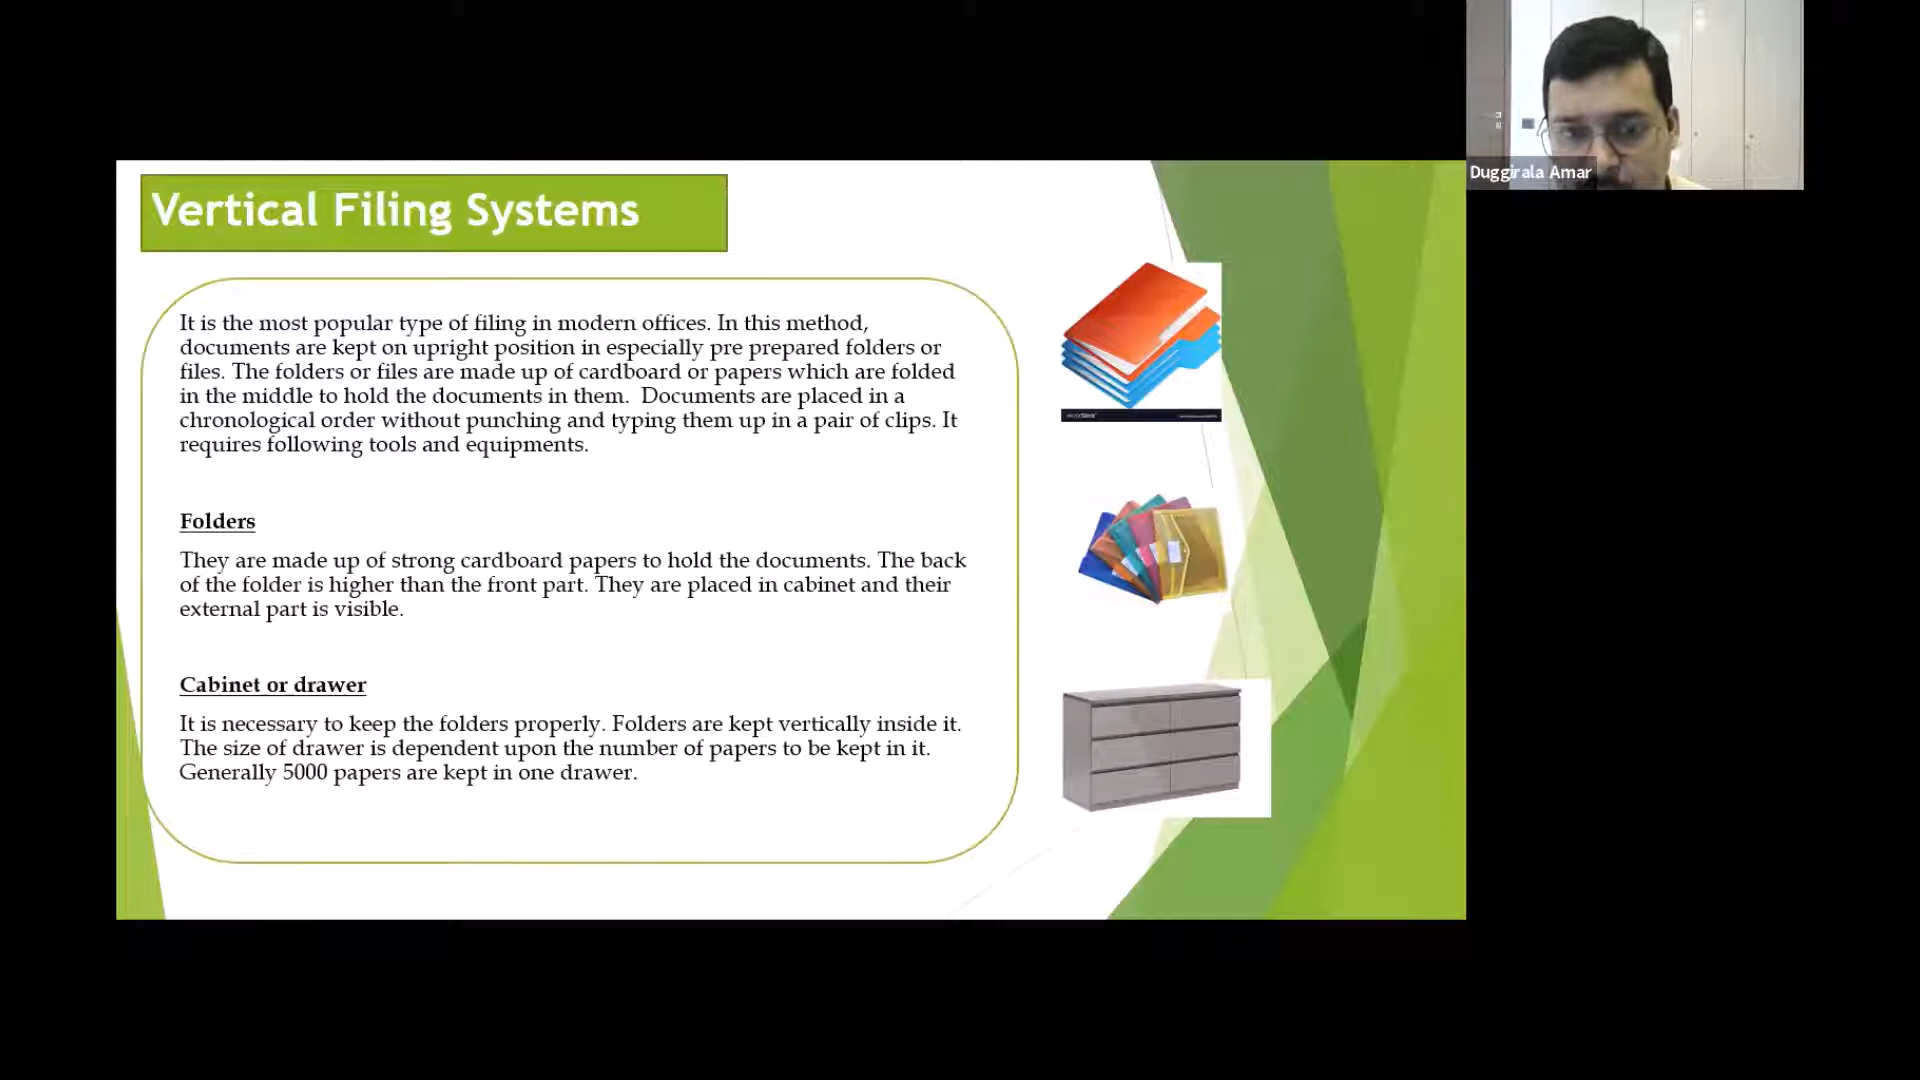 Duggirala Amar
Vertical Filing Systems
It is the most popular type of filing in modern offices. In this method,
documents are kept on upright position in especially pre prepared folders or
files. The folders or files are made up of cardboard or papers which are folded
in the middle to hold the documents in them.  Documents are placed in a
chronological order without punching and typing them up in a pair of clips. It
requires following tools and equipments.
Folders
They are made up of strong cardboard papers to hold the documents. The back
of the folder is higher than the front part. They are placed in cabinet and their
external part is visible.
Cabinet or drawer
It is necessary to keep the folders properly. Folders are kept vertically inside it.
The size of drawer is dependent upon the number of papers to be kept in it.
Generally 5000 papers are kept in one drawer.